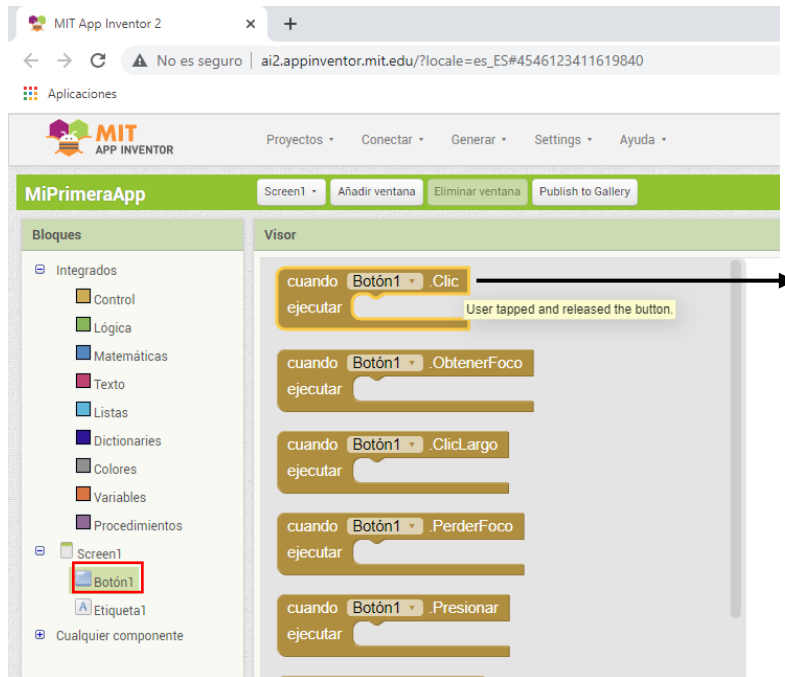 MIT App Inventor 2
No es seguro ai2.appinventor.mit.edu/?locale=es_ES#4546123411619840
Aplicaciones
MIT
APP INVENTOR
Proyectos Conectar Generar Settings Ayuda
MiPrimeraApp
Screen1 Añadir ventana Eliminar ventana Publish to Gallery
Bloques
Visor
Integrados
Control
Lógica
Matemáticas
Texto
Listas
Dictionaries
Colores
Variables
Procedimientos
Screen1
Botón1
A Etiqueta1
Cualquier componente
cuando Botón1 .Clic
ejecutar
User tapped and released the button.
cuando Botón1 .ObtenerFoco
ejecutar
cuando Botón1 .ClicLargo
ejecutar
cuando Botón1 .PerderFoco
ejecutar
cuando Botón1 .Presionar
ejecutar